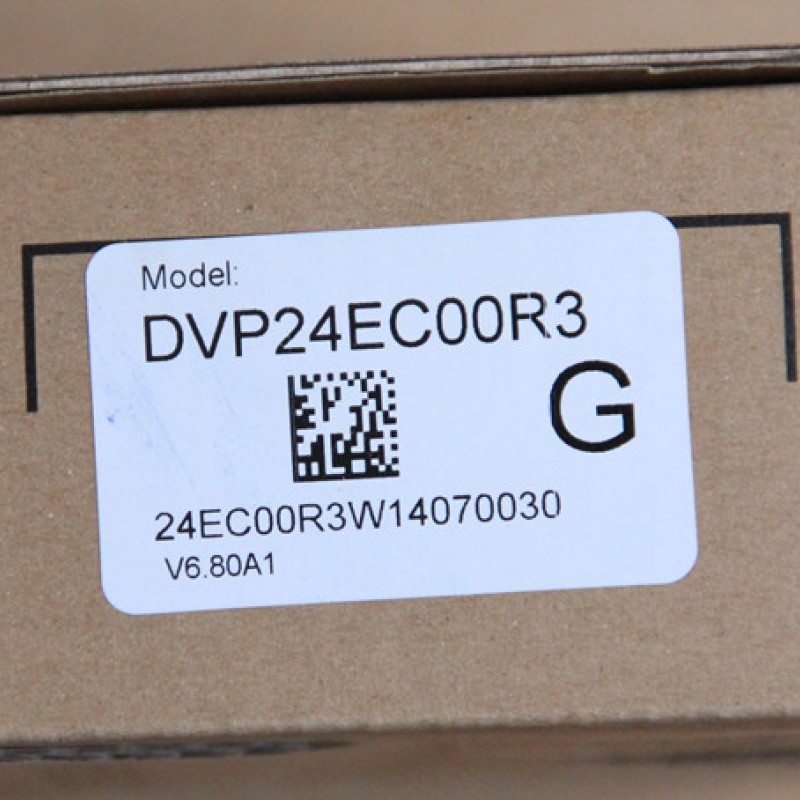 Model:
DVP24EC00R3
G
24EC00R3W14070030
V6.80A1